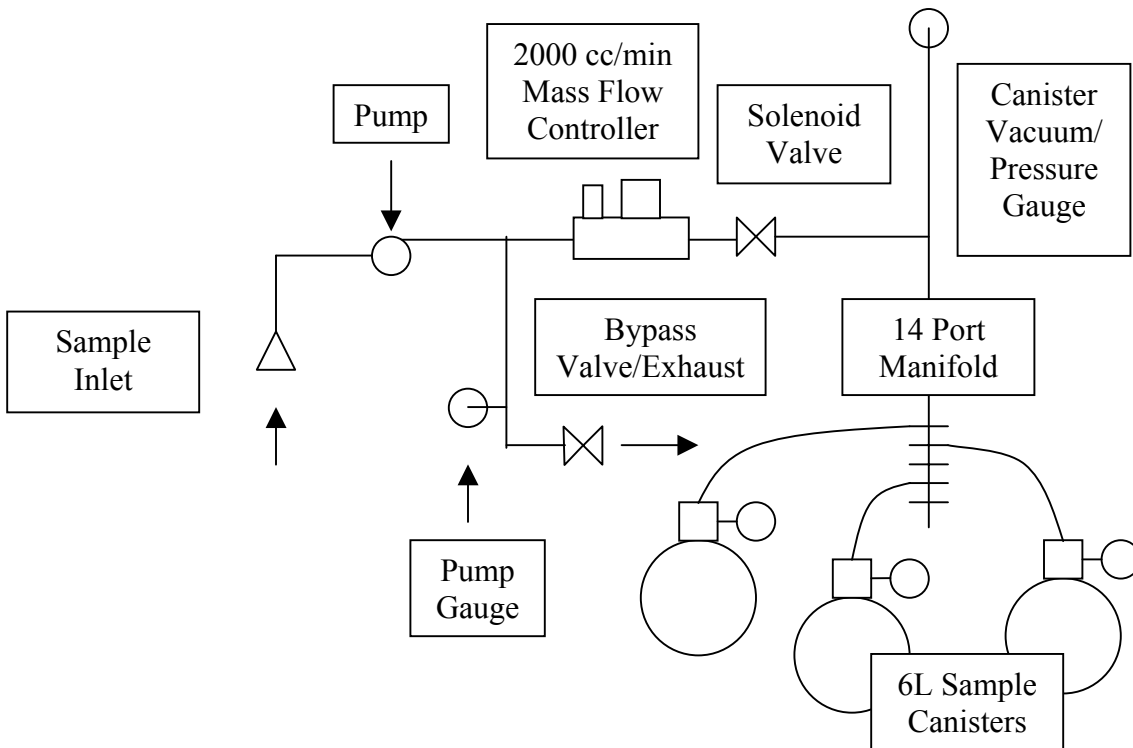 2000 cc/min
Mass Flow
Controller
Pump
Solenoid
Valve
Canister
Vacuum/
Pressure
Gauge
Sample
Inlet
Bypass
Valve/Exhaust
14 Port
Manifold
Pump
Gauge
6L Sample
Canisters